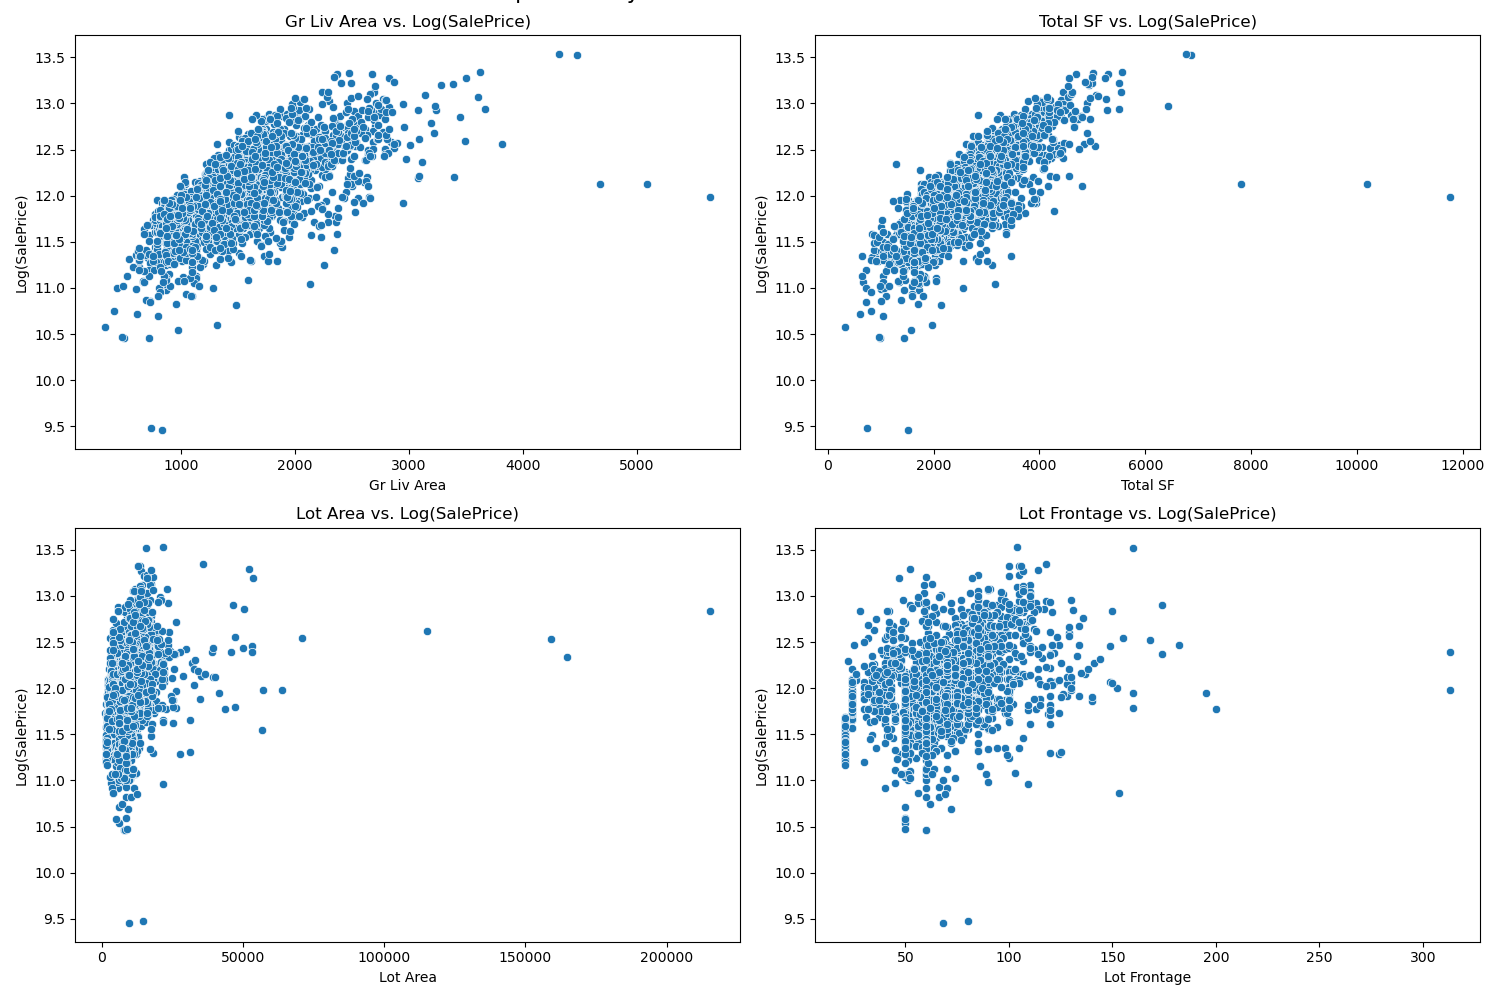 Gr Liv Area vs. Log(SalePrice)
Log(SalePrice)
13.5
13.0
12.5
12.0
11.5
11.0
10.5
10.0
9.5
1000 2000 3000 4000 5000
Gr Liv Area
Total SF vs. Log(SalePrice)
Log(SalePrice)
13.5
13.0
12.5
12.0
11.5
11.0
10.5
10.0
9.5
0 2000 4000 6000 8000 10000 12000
Total SF
Lot Area vs. Log(SalePrice)
Log(SalePrice)
13.5
13.0
12.5
12.0
11.5
11.0
10.5
10.0
9.5
0 50000 100000 150000 200000
Lot Area
Lot Frontage vs. Log(SalePrice)
Log(SalePrice)
13.5
13.0
12.5
12.0
11.5
11.0
10.5
10.0
9.5
50 100 150 200 250 300
Lot Frontage